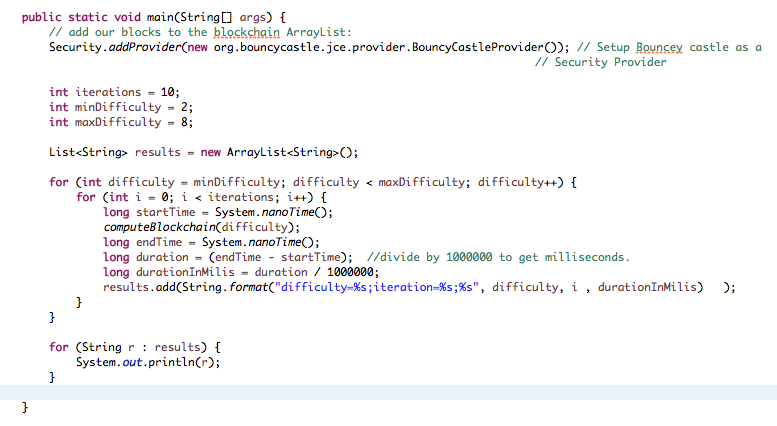 public static void main(String[] args) {
// add our blocks to the blockchain ArrayList:
Security.addProvider(new org.bouncycastle.jce.provider.BouncyCastleProvider()); // Setup Bouncey castle as a
// Security Provider
int iterations = 10;
int minDifficulty = 2;
int maxDifficulty = 8;
List<String> results = new ArrayList<String>();
for (int difficulty = minDifficulty; difficulty < maxDifficulty; difficulty++) {
for (int i = 0; i < iterations; i++) {
long startTime = System.nanoTime();
computeBlockchain(difficulty);
long endTime = System.nanoTime();
long duration = (endTime - startTime);  //divide by 1000000 to get milliseconds.
long durationInMilis = duration / 1000000;
results.add(String.format("difficulty=%s;iteration=%s;%s", difficulty, i , durationInMilis)   );
}
}
for (String r : results) {
System.out.println(r);
}
}